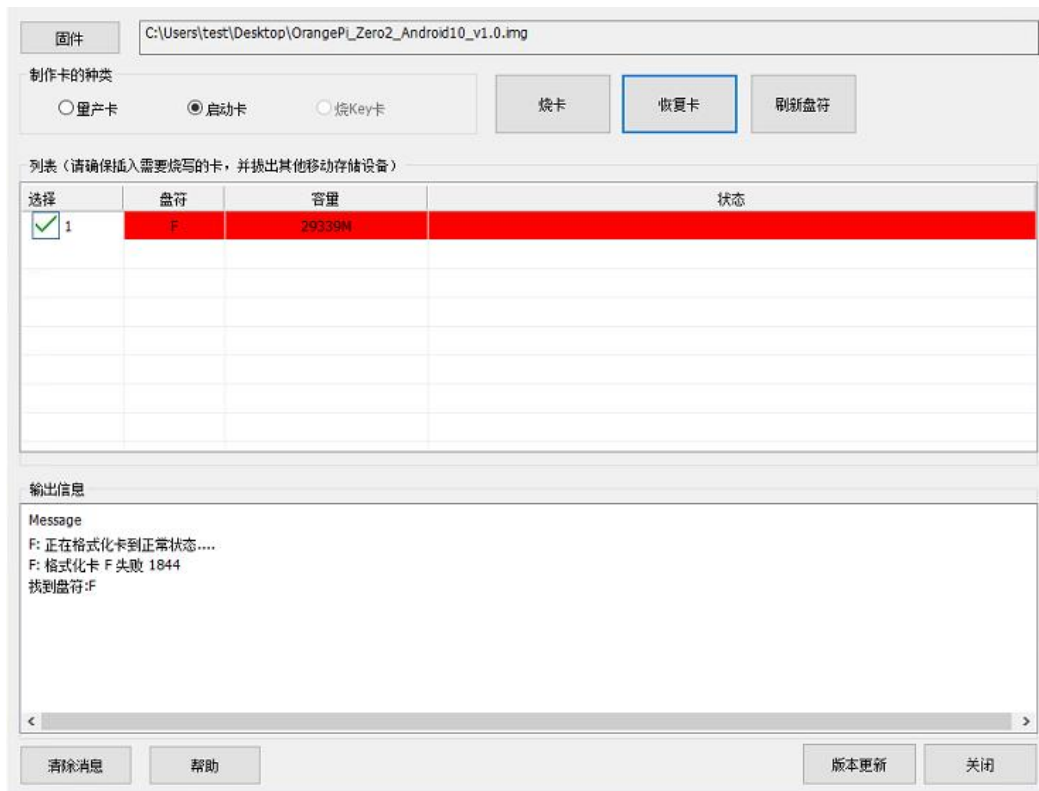 固件 C:\Users\test\Desktop\OrangePi_Zero2_Android10_v1.0.img
制作卡的种类
量产卡 启动卡 烧Key卡 烧卡 恢复卡 刷新盘符
列表（请确保插入需要烧写的卡，并拔出其他移动存储设备）
选择 盘符 容量 状态
1 F 29339M
输出信息
Message
F: 正在格式化卡到正常状态....
F: 格式化卡 F 失败 1844
找到盘符:F
清除消息 帮助 版本更新 关闭